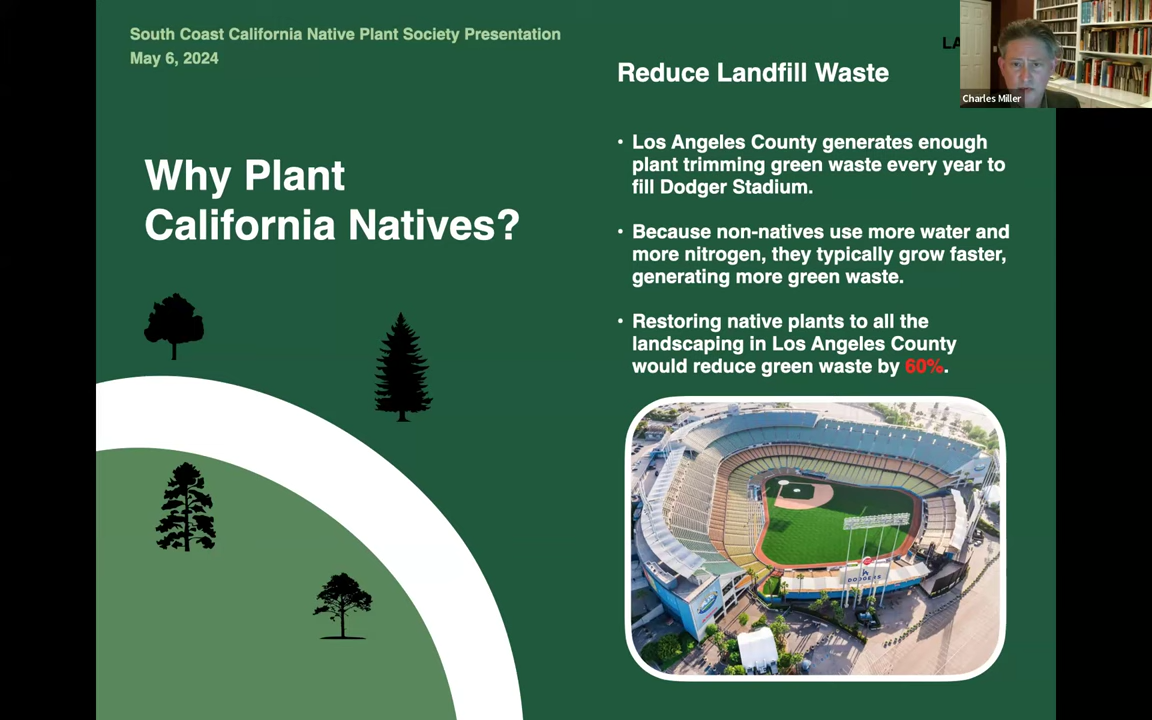 South Coast California Native Plant Society Presentation
May 6, 2024
Why Plant
California Natives?
LA
Charles Miller
Reduce Landfill Waste
• Los Angeles County generates enough
plant trimming green waste every year to
fill Dodger Stadium.
• Because non-natives use more water and
more nitrogen, they typically grow faster,
generating more green waste.
• Restoring native plants to all the
landscaping in Los Angeles County
would reduce green waste by 60%.
DODGERS